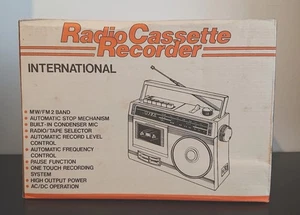 Radio Cassette
Recorder
INTERNATIONAL
• MW/FM 2 BAND
• AUTOMATIC STOP MECHANISM
• BUILT-IN CONDENSER MIC
• RADIO/TAPE SELECTOR
• AUTOMATIC RECORD LEVEL
CONTROL
• AUTOMATIC FREQUENCY
CONTROL
• PAUSE FUNCTION
• ONE TOUCH RECORDING
SYSTEM
• HIGH OUTPUT POWER
• AC/DC OPERATION